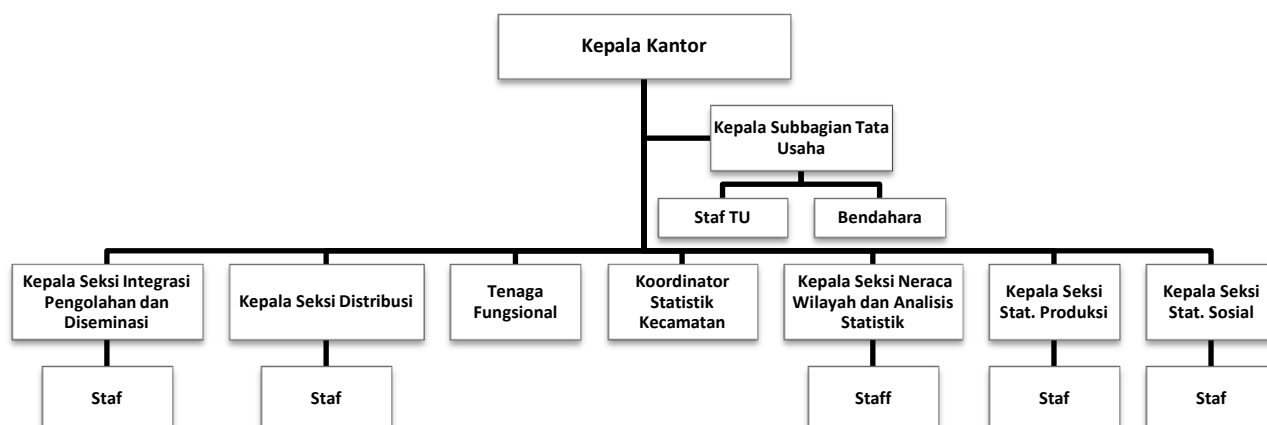 Kepala Kantor
Kepala Subbagian Tata
Usaha
Staf TU
Bendahara
Kepala Seksi Integrasi
Pengolahan dan
Diseminasi
Kepala Seksi Distribusi
Tenaga
Fungsional
Koordinator
Statistik
Kecamatan
Kepala Seksi Neraca
Wilayah dan Analisis
Statistik
Kepala Seksi
Stat. Produksi
Kepala Seksi
Stat. Sosial
Staf
Staf
Staff
Staf
Staf